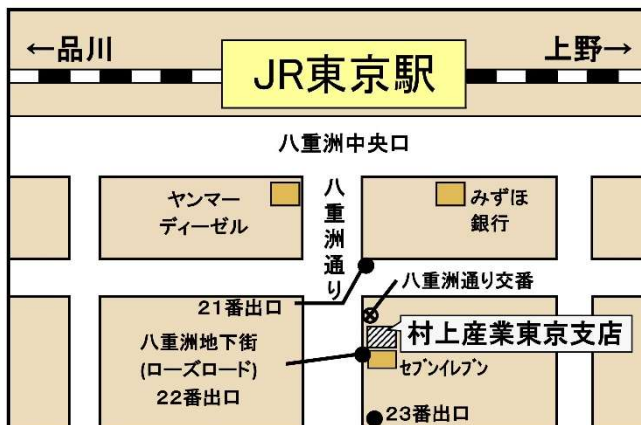 ←品川
上野→
JR東京駅
八重洲中央口
ヤンマー
ディーゼル
八重洲通り
みずほ
銀行
八重洲通り交番
21番出口
村上産業東京支店
八重洲地下街
(ローズロード)
22番出口
セブンイレブン
23番出口